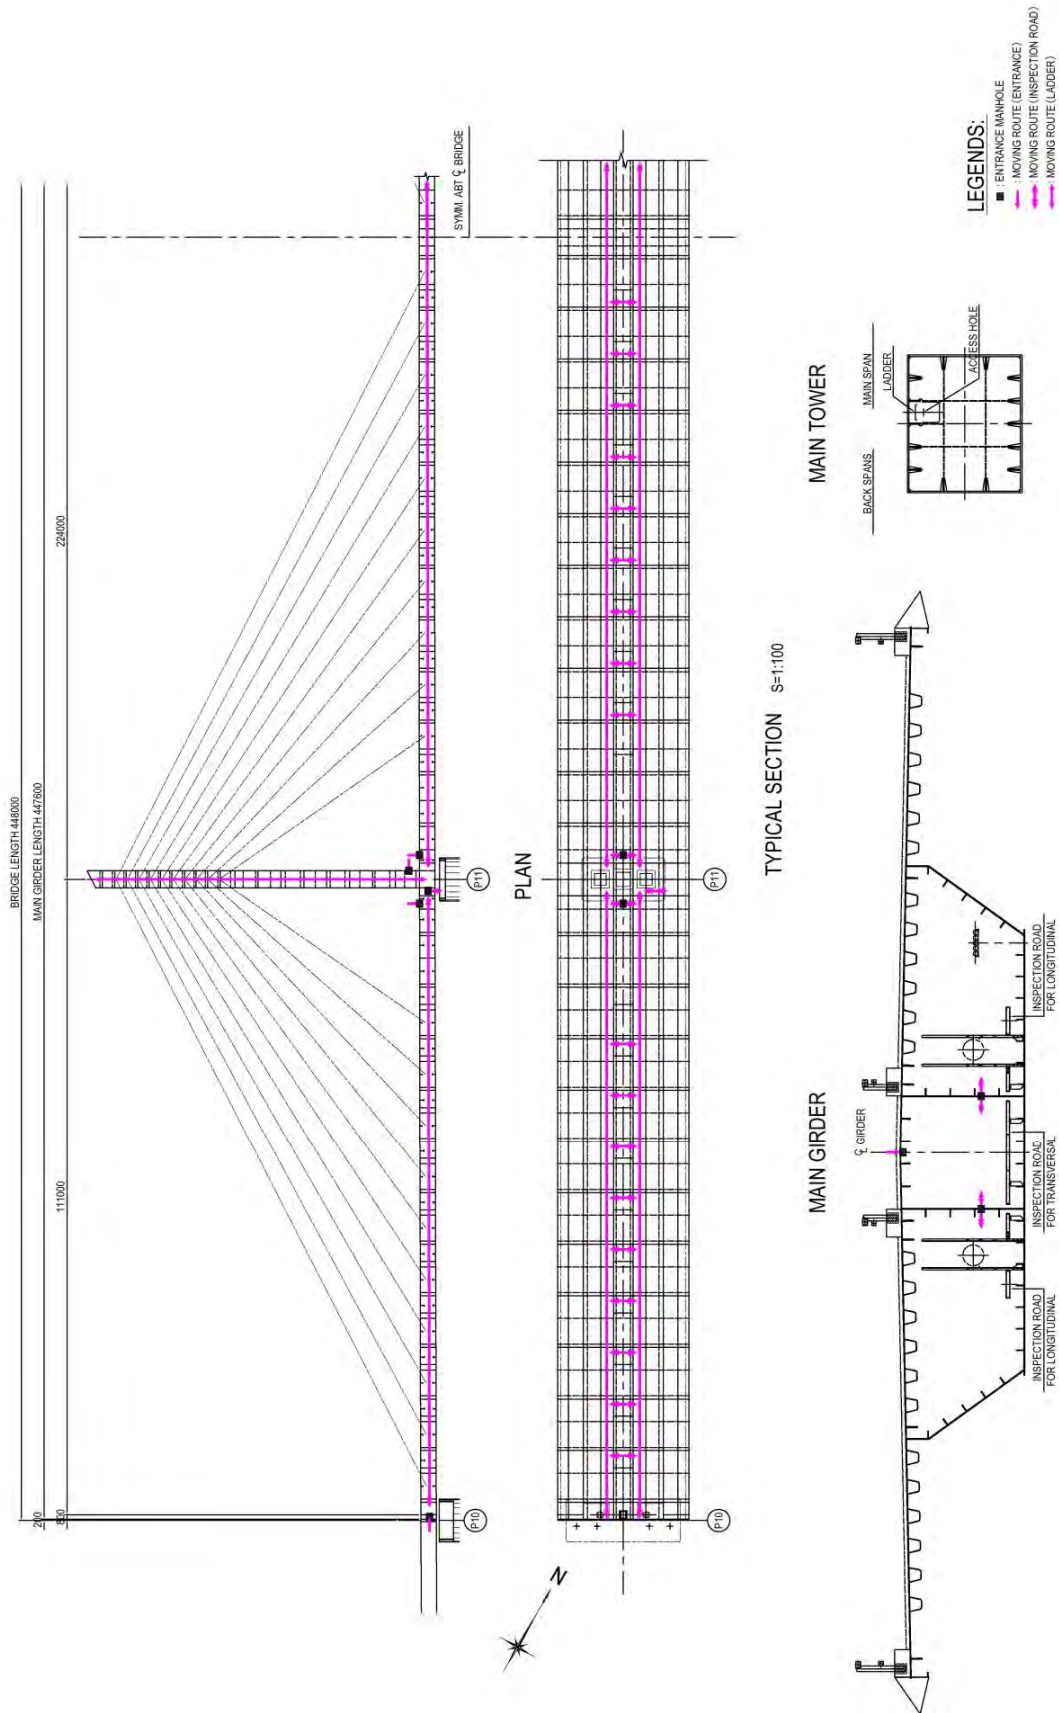 BRIDGE LENGTH 448000
MAIN GIRDER LENGTH 447600
200
800
111000
224000
SYMM. ABT ℄ BRIDGE
P10
P11
PLAN
P10
P11
N
TYPICAL SECTION S=1:100
MAIN GIRDER
℄ GIRDER
INSPECTION ROAD
FOR LONGITUDINAL
INSPECTION ROAD
FOR TRANSVERSAL
INSPECTION ROAD
FOR LONGITUDINAL
MAIN TOWER
BACK SPANS
MAIN SPAN
LADDER
ACCESS HOLE
LEGENDS:
: ENTRANCE MANHOLE
: MOVING ROUTE (ENTRANCE)
: MOVING ROUTE (INSPECTION ROAD)
: MOVING ROUTE (LADDER)